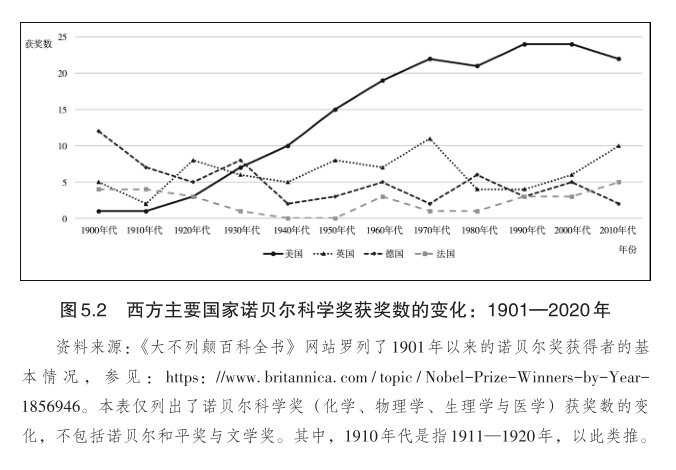 获奖数
25
20
15
10
5
0
1900年代 1910年代 1920年代 1930年代 1940年代 1950年代 1960年代 1970年代 1980年代 1990年代 2000年代 2010年代
年份
美国 英国 德国 法国
图5.2 西方主要国家诺贝尔科学奖获奖数的变化：1901—2020年
资料来源：《大不列颠百科全书》网站罗列了1901年以来的诺贝尔奖获得者的基
本情况，参见：https：//www.britannica.com/topic/Nobel-Prize-Winners-by-Year-
1856946。本表仅列出了诺贝尔科学奖（化学、物理学、生理学与医学）获奖数的变
化，不包括诺贝尔和平奖与文学奖。其中，1910年代是指1911—1920年，以此类推。